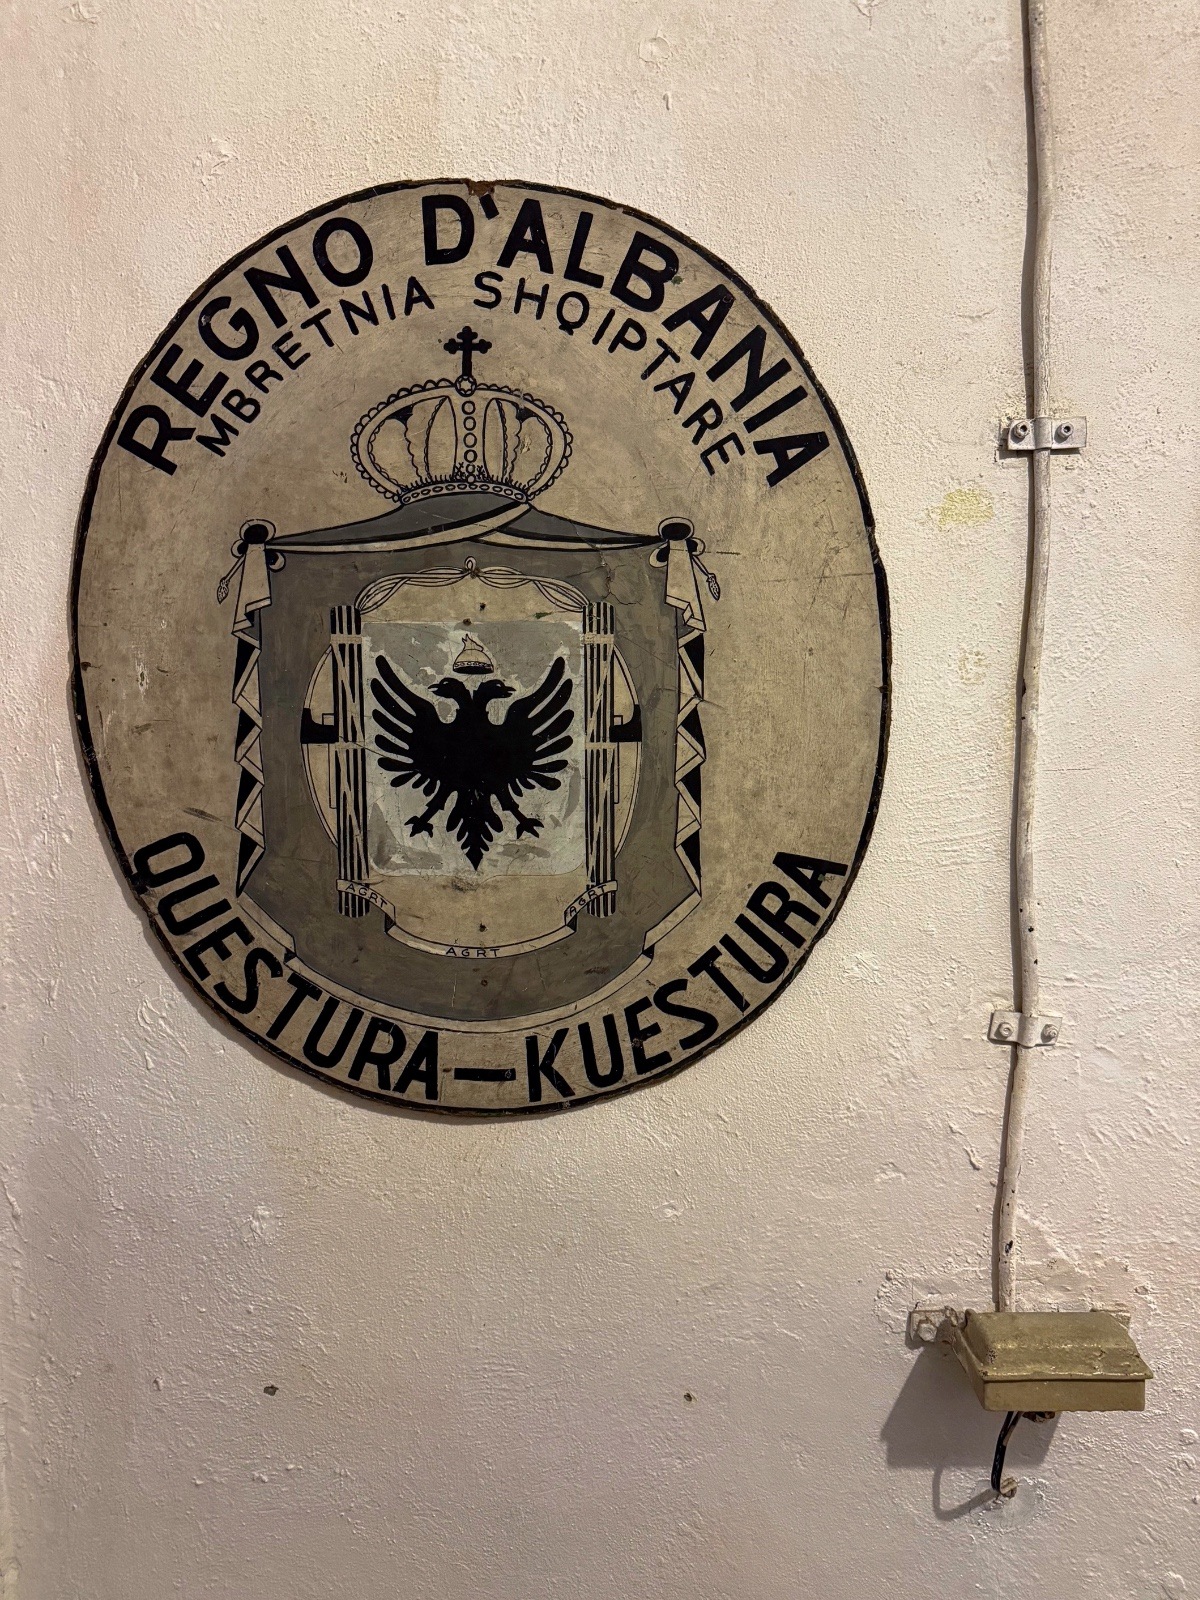 REGNO D'ALBANIA
MBRETNIA SHQIPTARE
AGRT
AGRT
AGRT
QUESTURA — KUESTURA